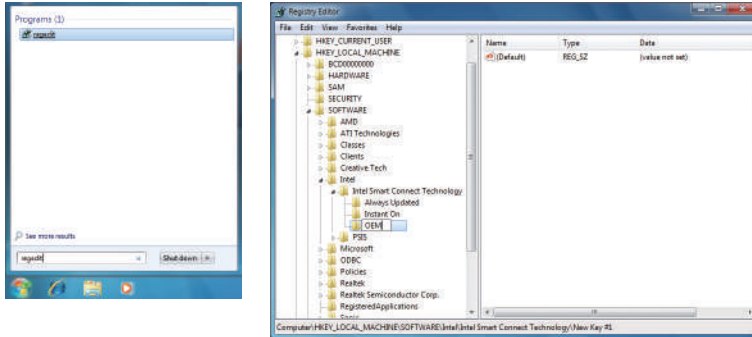 Programs (1)
regedit
See more results
regedit
Shut down
Registry Editor
File Edit View Favorites Help
HKEY_CURRENT_USER
HKEY_LOCAL_MACHINE
BCD00000000
HARDWARE
SAM
SECURITY
SOFTWARE
AMD
ATI Technologies
Classes
Clients
Creative Tech
Intel
Intel Smart Connect Technology
Always Updated
Instant On
OEM
PSIS
Microsoft
ODBC
Policies
Realtek
Realtek Semiconductor Corp.
RegisteredApplications
Name Type Data
(Default) REG_SZ (value not set)
Computer\HKEY_LOCAL_MACHINE\SOFTWARE\Intel\Intel Smart Connect Technology\New Key #1